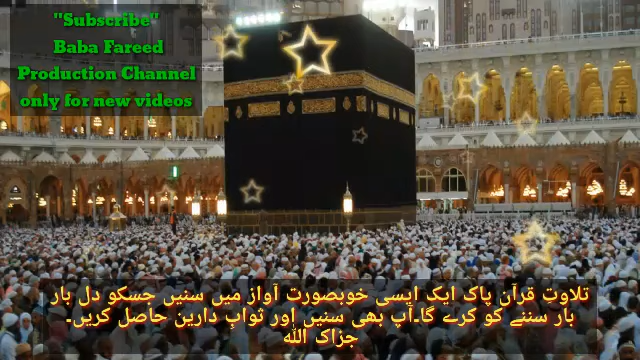 "Subscribe"
Baba Fareed
Production Channel
only for new videos
تلاوتِ قرآن پاک ایک ایسی خوبصورت آواز میں سنیں جسکو دل بار
بار سننے کو کرے گا۔آپ بھی سنیں اور ثوابِ دارین حاصل کریں۔
جزاک اللہ